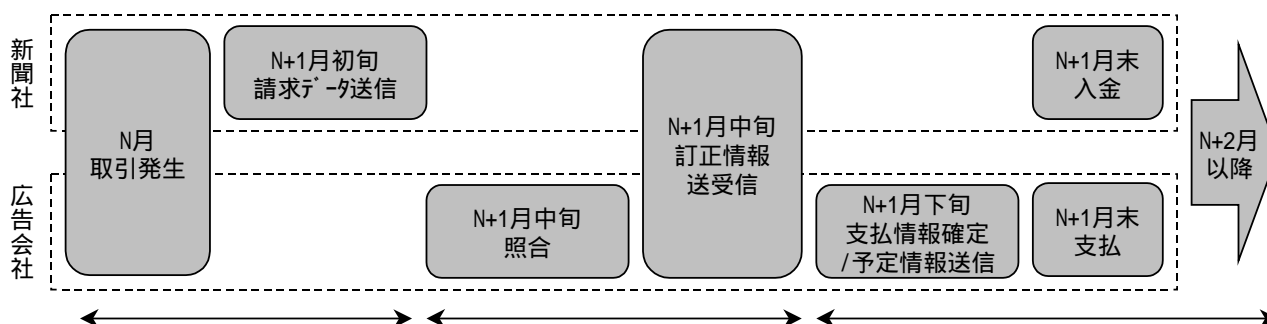 新聞社
N月
取引発生
N+1月初旬
請求ﾃﾞｰﾀ送信
N+1月中旬
訂正情報
送受信
N+1月末
入金
N+2月
以降
広告会社
N+1月中旬
照合
N+1月下旬
支払情報確定
/予定情報送信
N+1月末
支払